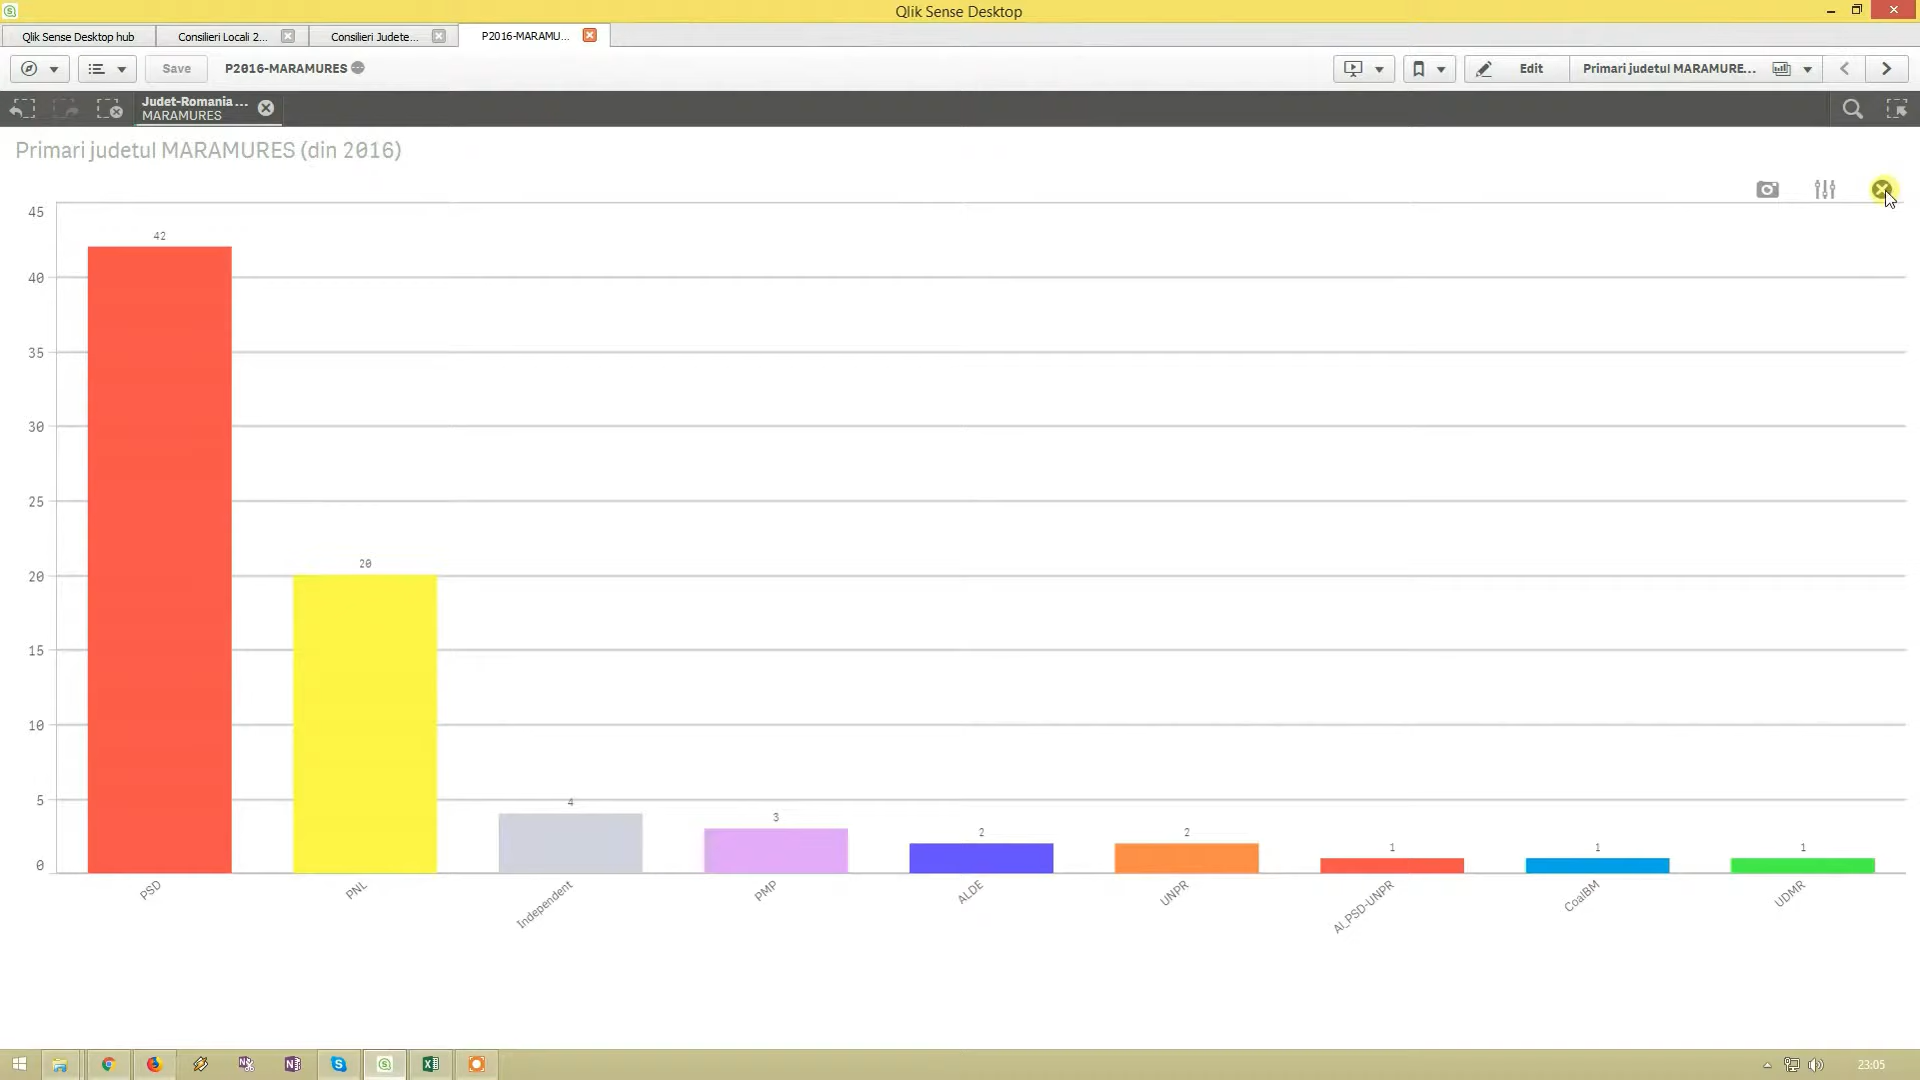 Qlik Sense Desktop
Qlik Sense Desktop hub
Consilieri Locali 2...
Consilieri Judete...
P2016-MARAMU...
Save
P2016-MARAMURES
Edit
Primari judetul MARAMURE...
Judet-Romania ...
MARAMURES
Primari judetul MARAMURES (din 2016)
45
40
35
30
25
20
15
10
5
0
42
20
4
3
2
2
1
1
1
PSD
PNL
Independent
PMP
ALDE
UNPR
Al_PSD-UNPR
CoalBM
UDMR
23:05